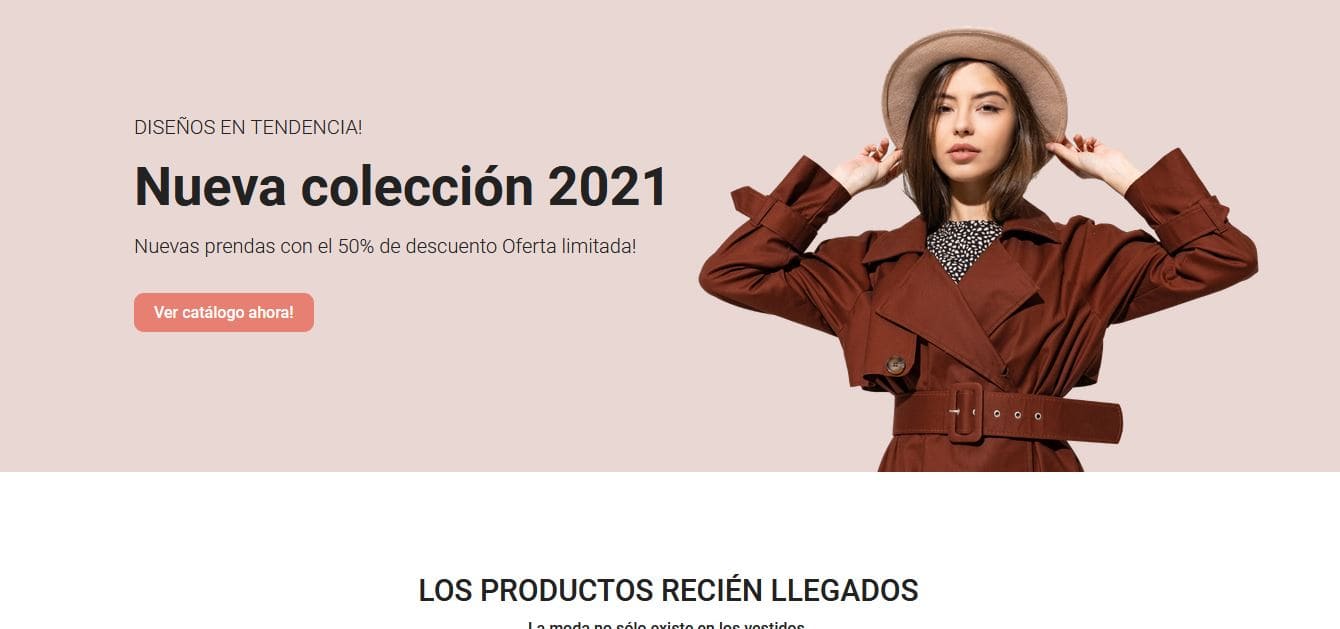 DISEÑOS EN TENDENCIA!
Nueva colección 2021
Nuevas prendas con el 50% de descuento Oferta limitada!
Ver catálogo ahora!
LOS PRODUCTOS RECIÉN LLEGADOS
La moda no sólo existe en los vestidos